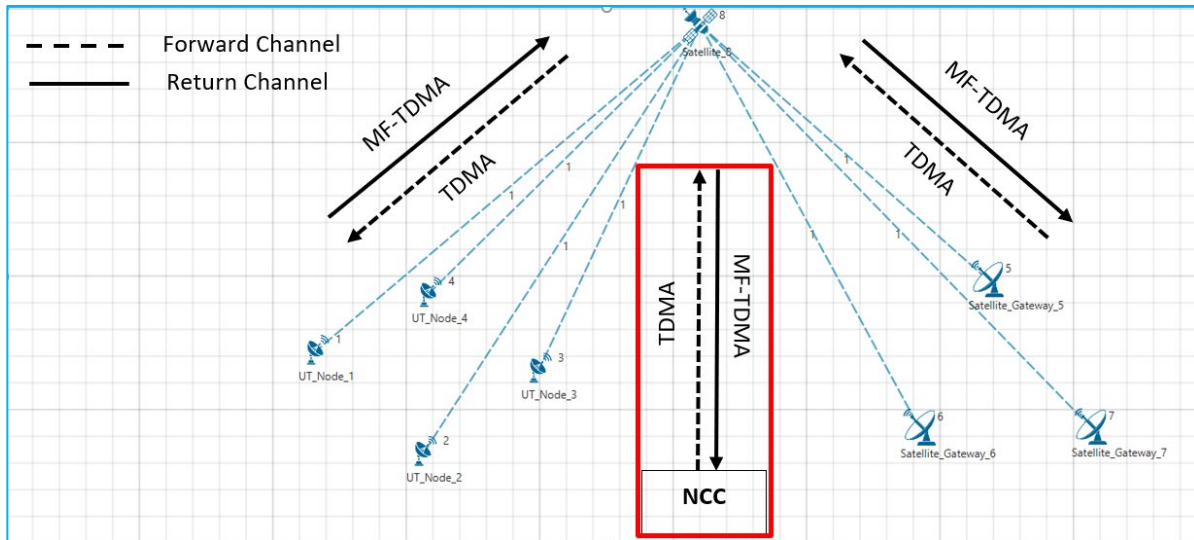 Forward Channel
Return Channel
8
Satellite_8
MF-TDMA
TDMA
MF-TDMA
TDMA
1
1
1
1
1
1
1
TDMA
MF-TDMA
4
UT_Node_4
1
UT_Node_1
3
UT_Node_3
2
UT_Node_2
5
Satellite_Gateway_5
6
Satellite_Gateway_6
7
Satellite_Gateway_7
NCC